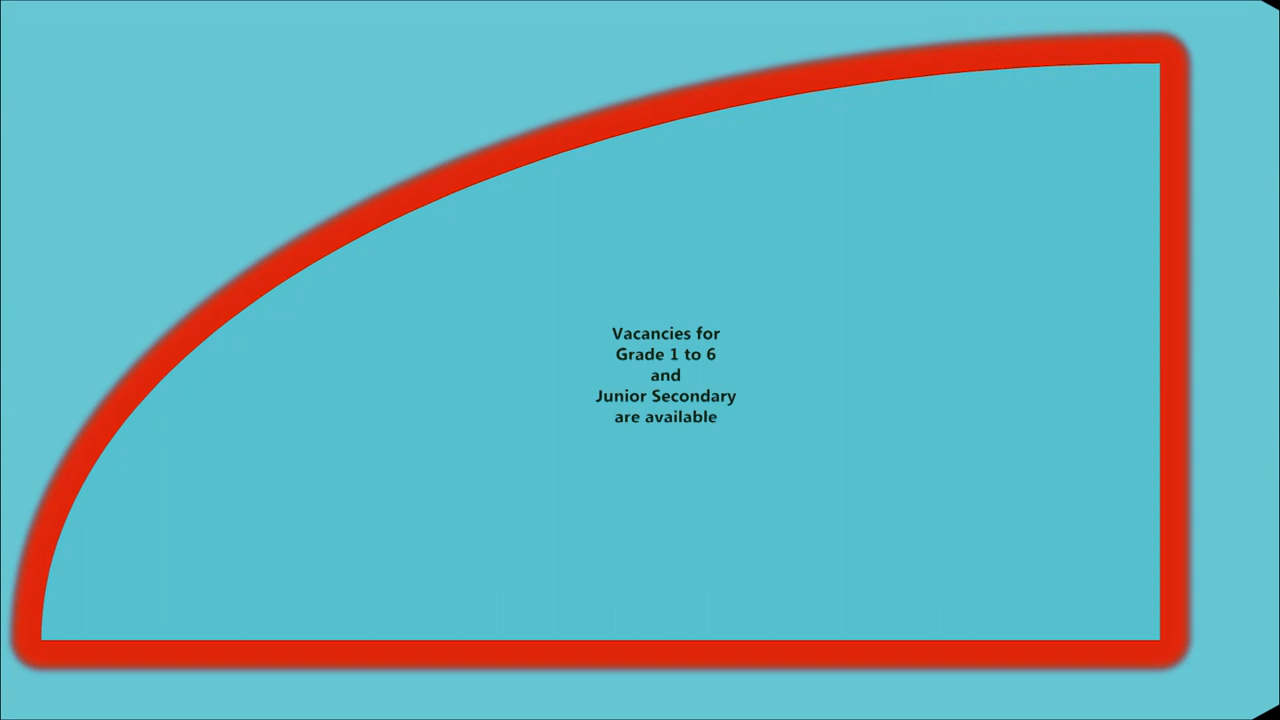 Vacancies for
Grade 1 to 6
and
Junior Secondary
are available